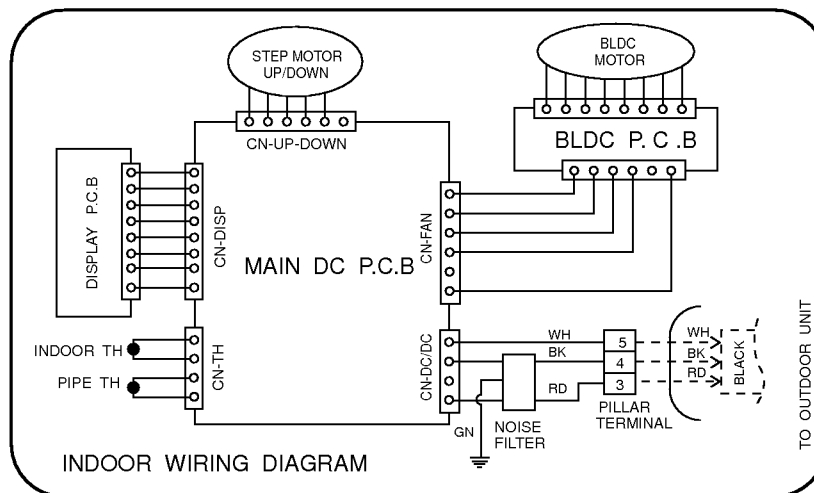 STEP MOTOR
UP/DOWN
BLDC
MOTOR
CN-UP-DOWN
BLDC P. C .B
DISPLAY P.C.B
CN-DISP
MAIN DC P.C.B
CN-FAN
INDOOR TH
PIPE TH
CN-TH
CN-DC/DC
WH
BK
RD
GN
NOISE
FILTER
5
4
3
PILLAR
TERMINAL
WH
BK
RD
BLACK
TO OUTDOOR UNIT
INDOOR WIRING DIAGRAM